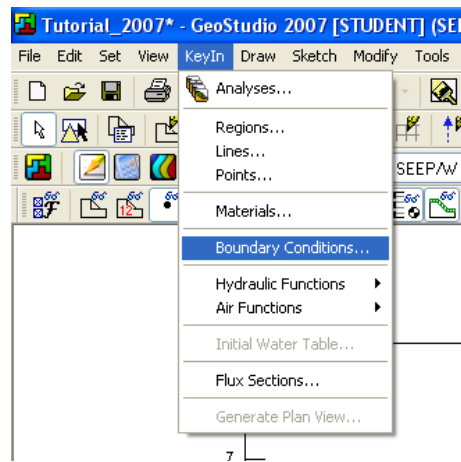 Tutorial_2007* - GeoStudio 2007 [STUDENT] (SE
File Edit Set View KeyIn Draw Sketch Modify Tools
Analyses...
Regions...
Lines...
Points...
SEEP/W
12
Materials...
Boundary Conditions...
Hydraulic Functions
Air Functions
Initial Water Table...
Flux Sections...
Generate Plan View...
7